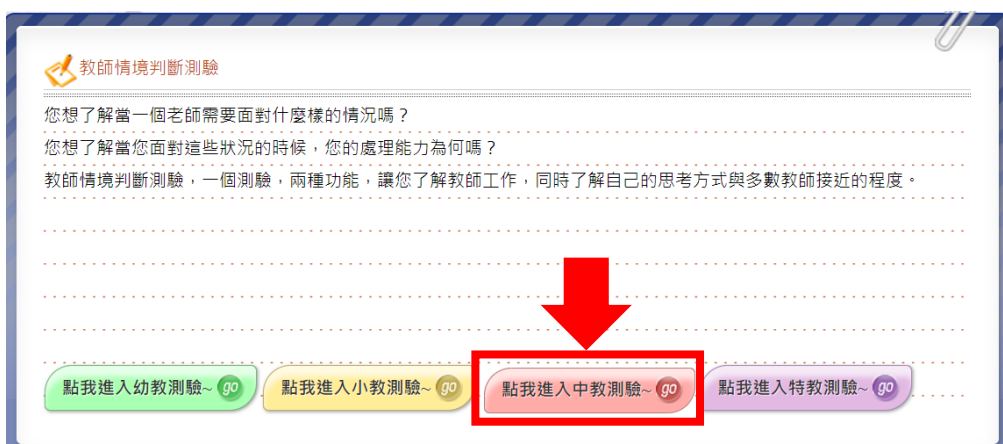 教師情境判斷測驗
您想了解當一個老師需要面對什麼樣的情況嗎？
您想了解當您面對這些狀況的時候，您的處理能力為何嗎？
教師情境判斷測驗，一個測驗，兩種功能，讓您了解教師工作，同時了解自己的思考方式與多數教師接近的程度。
點我進入幼教測驗~ go 點我進入小教測驗~ go 點我進入中教測驗~ go 點我進入特教測驗~ go